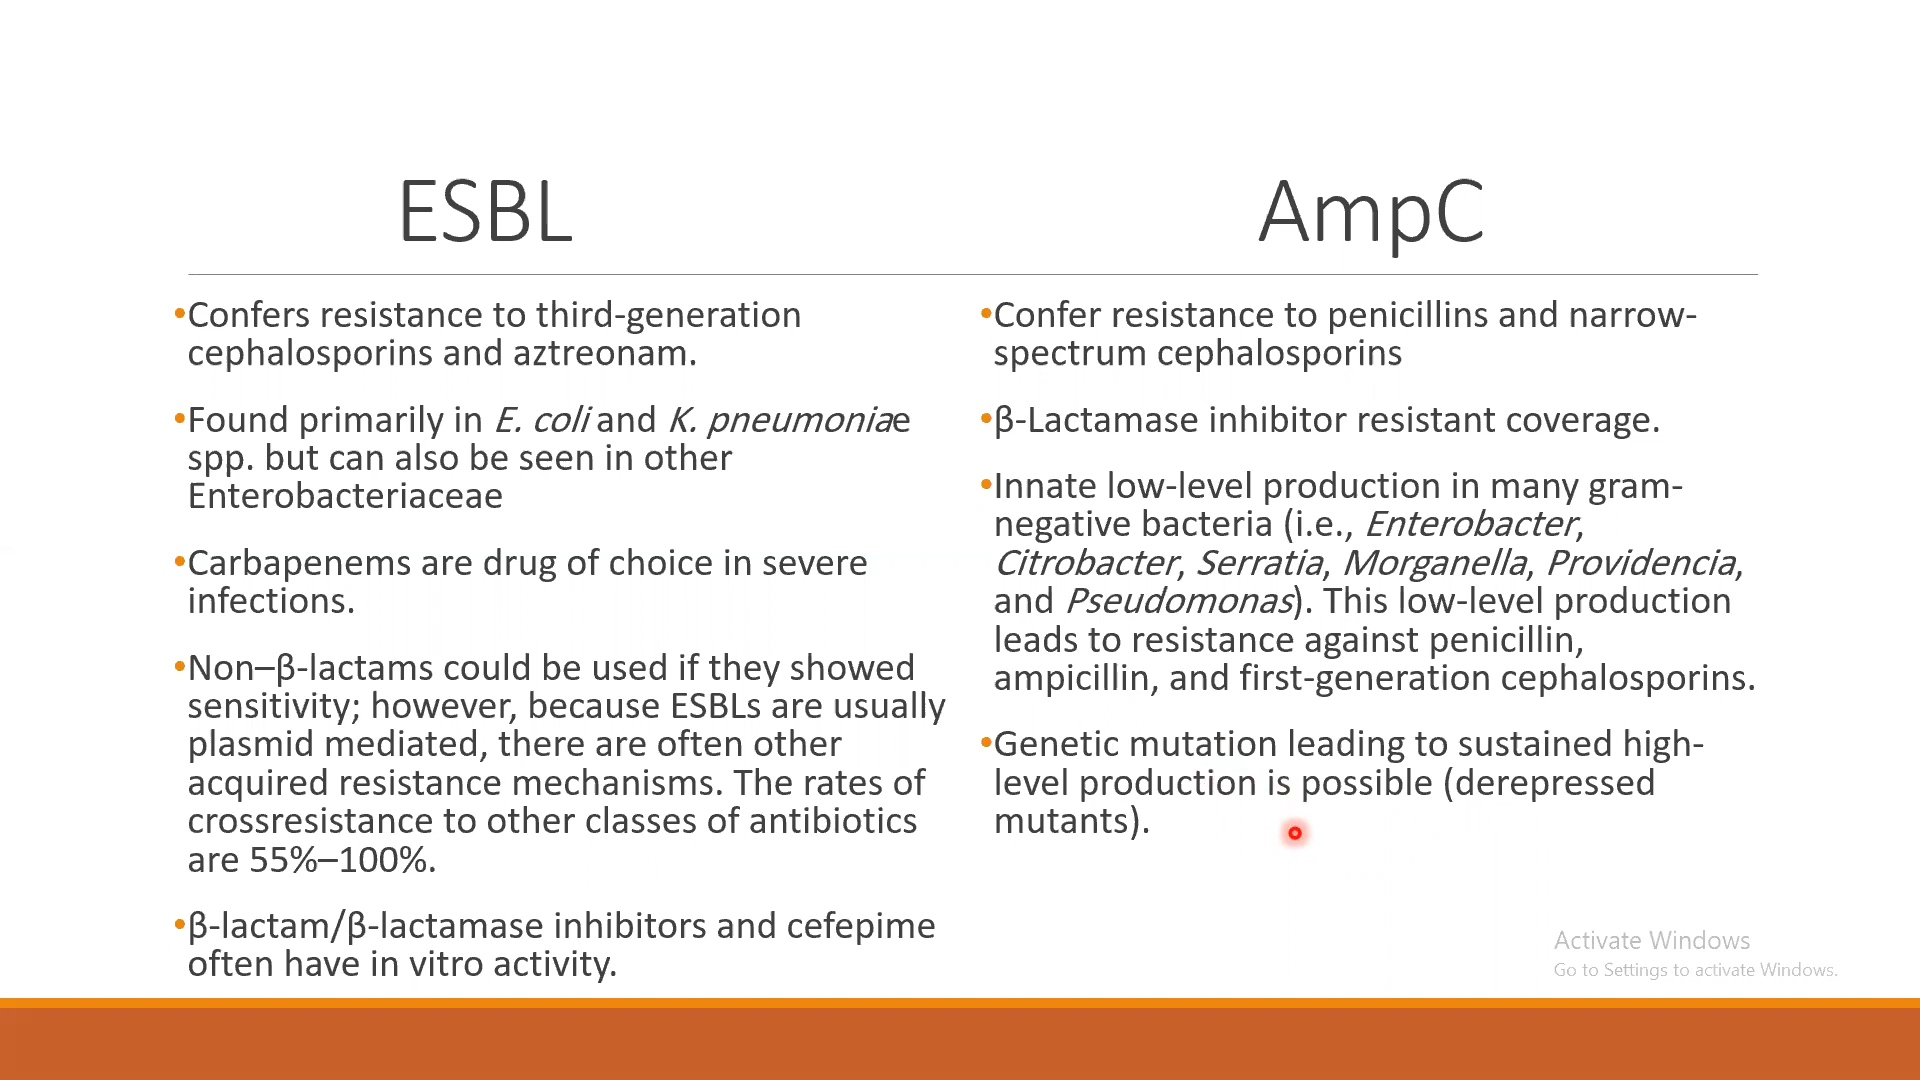 ESBL
•Confers resistance to third-generation
cephalosporins and aztreonam.
•Found primarily in E. coli and K. pneumoniae
spp. but can also be seen in other
Enterobacteriaceae
•Carbapenems are drug of choice in severe
infections.
•Non–β-lactams could be used if they showed
sensitivity; however, because ESBLs are usually
plasmid mediated, there are often other
acquired resistance mechanisms. The rates of
crossresistance to other classes of antibiotics
are 55%–100%.
•β-lactam/β-lactamase inhibitors and cefepime
often have in vitro activity.
AmpC
•Confer resistance to penicillins and narrow-
spectrum cephalosporins
•β-Lactamase inhibitor resistant coverage.
•Innate low-level production in many gram-
negative bacteria (i.e., Enterobacter,
Citrobacter, Serratia, Morganella, Providencia,
and Pseudomonas). This low-level production
leads to resistance against penicillin,
ampicillin, and first-generation cephalosporins.
•Genetic mutation leading to sustained high-
level production is possible (derepressed
mutants).
Activate Windows
Go to Settings to activate Windows.